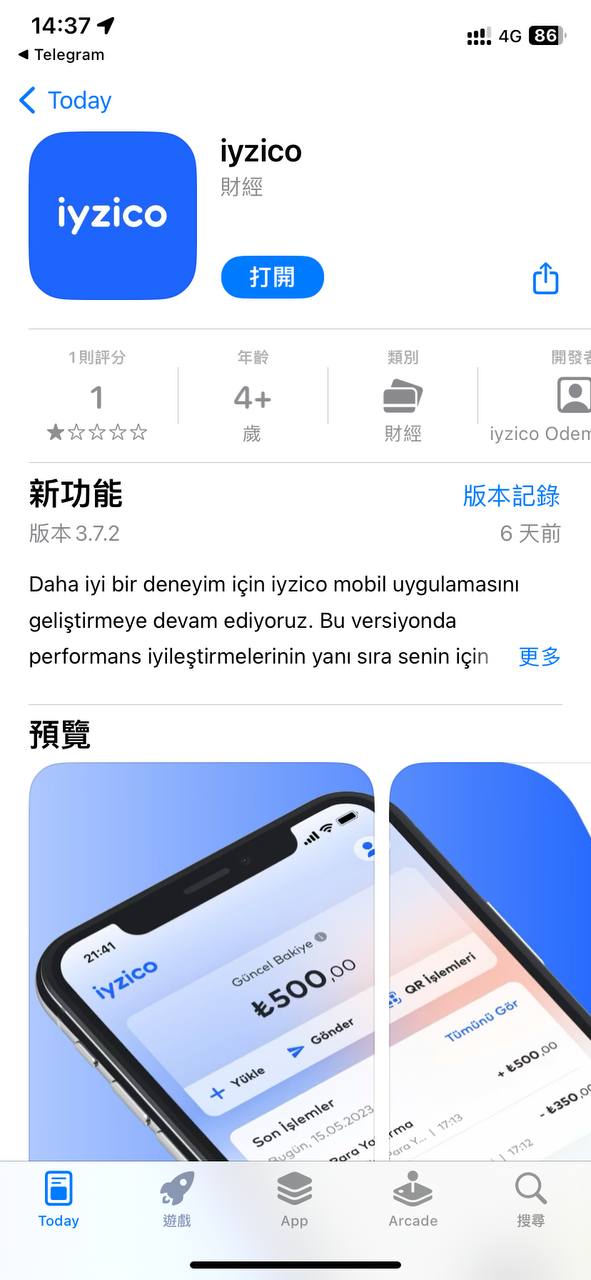 14:37
4G 86
◀ Telegram
Today
iyzico
iyzico
財經
打開
1則評分
年齡
類別
開發者
1
4+
歲
財經
iyzico Odem
新功能
版本記錄
版本 3.7.2
6 天前
Daha iyi bir deneyim için iyzico mobil uygulamasını
geliştirmeye devam ediyoruz. Bu versiyonda
performans iyileştirmelerinin yanı sıra senin için
更多
預覽
21:41
iyzico
Güncel Bakiye
₺500,00
+ Yükle
Gönder
QR İşlemleri
Son İşlemler
Tümünü Gör
Bugün, 15.05.2023
+ ₺500,00
Para Y... | 17:13
- ₺350,00
| 17:12
Today
遊戲
App
Arcade
搜尋